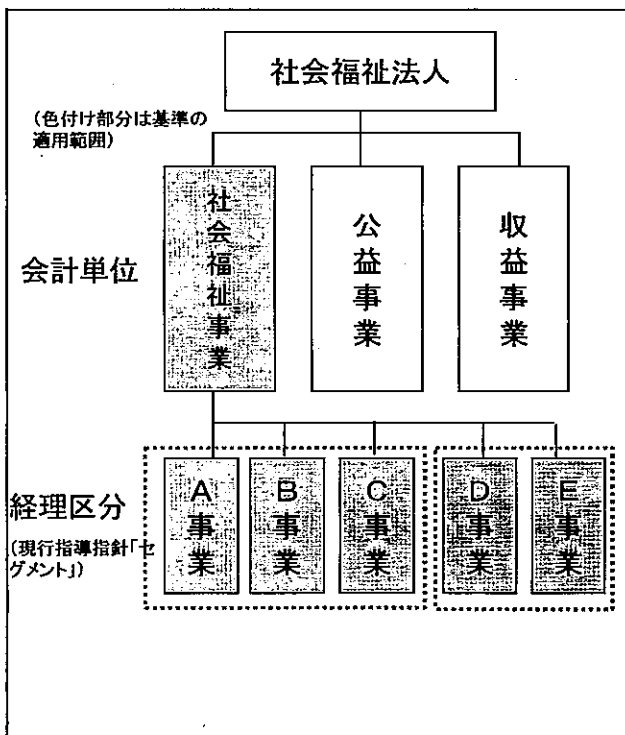 社会福祉法人
(色付け部分は基準の
適用範囲)
会計単位
社会福祉事業
公益事業
収益事業
経理区分
(現行指導指針「セ
グメント」)
A事業
B事業
C事業
D事業
E事業